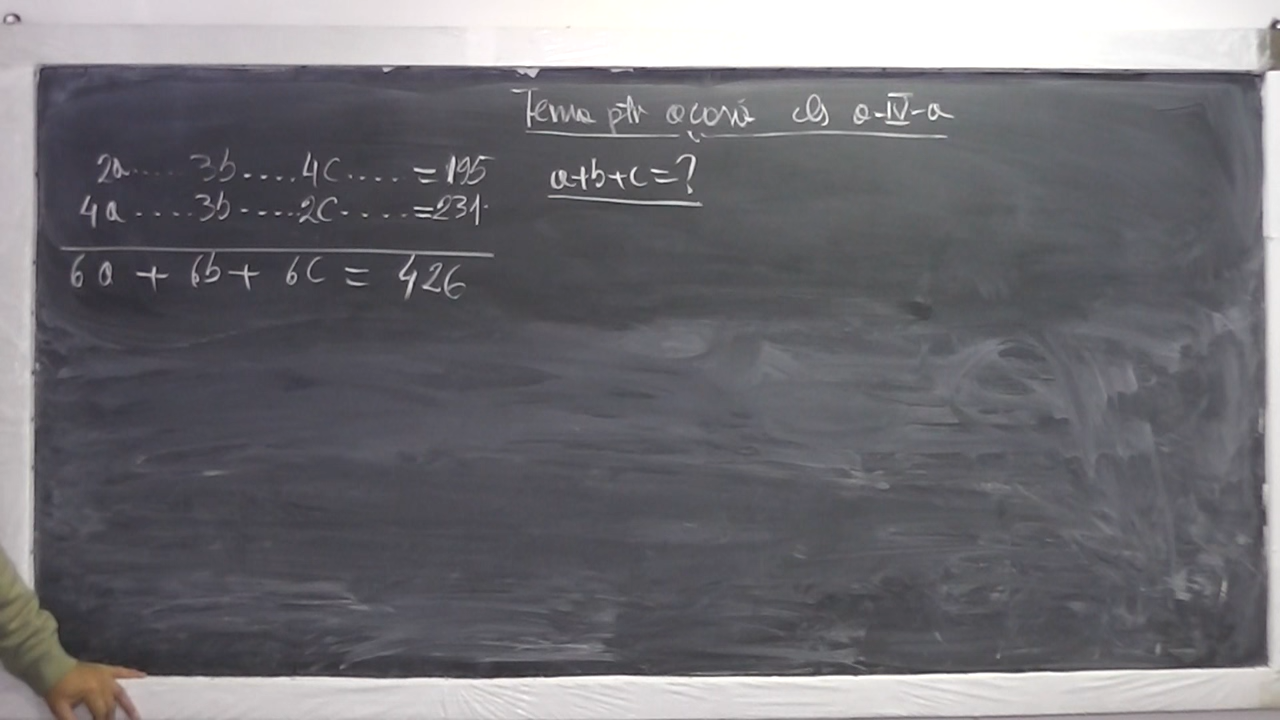 Tema ptr acasă cls a-IV-a
2a..... 3b.....4c..... = 195
a+b+c=?
4a.....3b.....2c.....=231
6a + 6b + 6c = 426